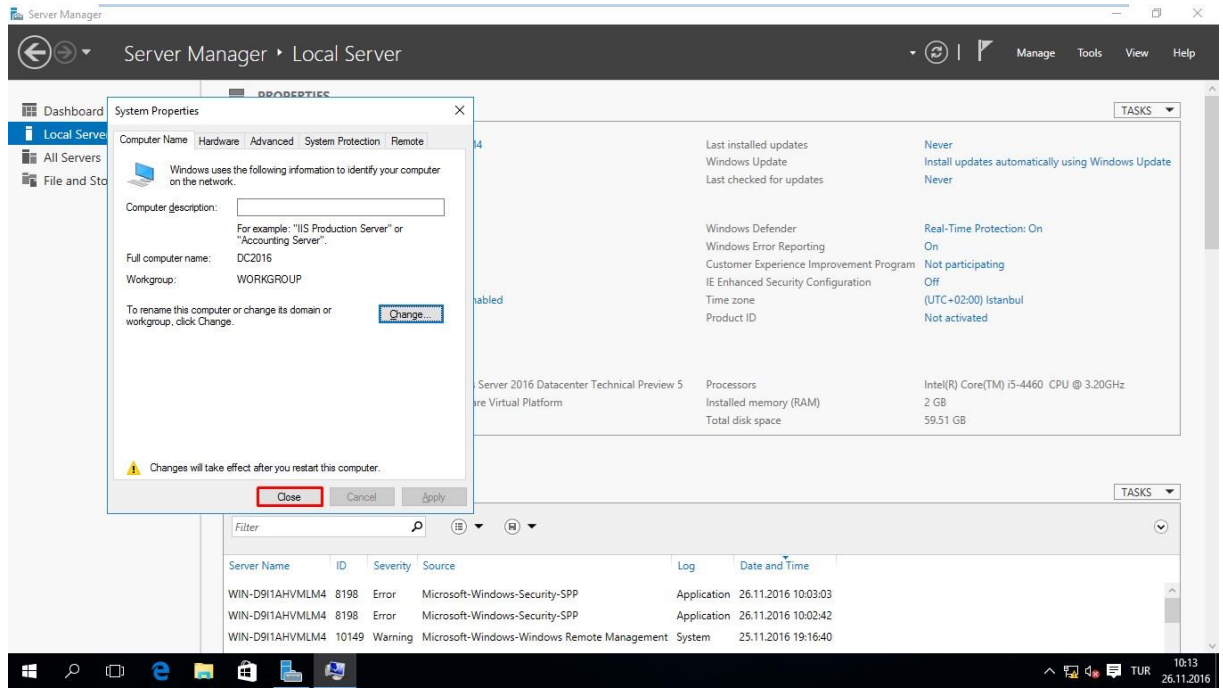 Server Manager
Server Manager • Local Server
Manage Tools View Help
PROPERTIES
TASKS
Dashboard
Local Serve
All Servers
File and Sto
System Properties
Computer Name Hardware Advanced System Protection Remote
Windows uses the following information to identify your computer
on the network.
Computer description:
For example: "IIS Production Server" or
"Accounting Server".
Full computer name: DC2016
Workgroup: WORKGROUP
To rename this computer or change its domain or
workgroup, click Change.
Change...
Changes will take effect after you restart this computer.
Close Cancel Apply
Last installed updates Never
Windows Update Install updates automatically using Windows Update
Last checked for updates Never
Windows Defender Real-Time Protection: On
Windows Error Reporting On
Customer Experience Improvement Program Not participating
IE Enhanced Security Configuration Off
Time zone (UTC+02:00) Istanbul
Product ID Not activated
Server 2016 Datacenter Technical Preview 5 Processors Intel(R) Core(TM) i5-4460 CPU @ 3.20GHz
Virtual Platform Installed memory (RAM) 2 GB
Total disk space 59.51 GB
TASKS
Filter
Server Name ID Severity Source Log Date and Time
WIN-D9I1AHVMLM4 8198 Error Microsoft-Windows-Security-SPP Application 26.11.2016 10:03:03
WIN-D9I1AHVMLM4 8198 Error Microsoft-Windows-Security-SPP Application 26.11.2016 10:02:42
WIN-D9I1AHVMLM4 10149 Warning Microsoft-Windows-Windows Remote Management System 25.11.2016 19:16:40
TUR 10:13
26.11.2016